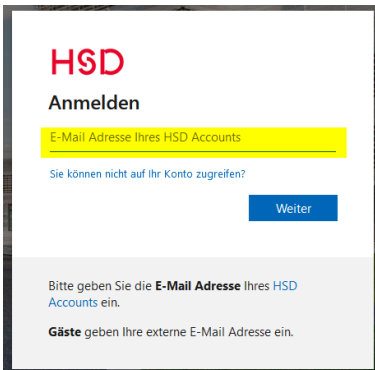 HSD
Anmelden
E-Mail Adresse Ihres HSD Accounts
Sie können nicht auf Ihr Konto zugreifen?
Weiter
Bitte geben Sie die E-Mail Adresse Ihres HSD
Accounts ein.
Gäste geben Ihre externe E-Mail Adresse ein.